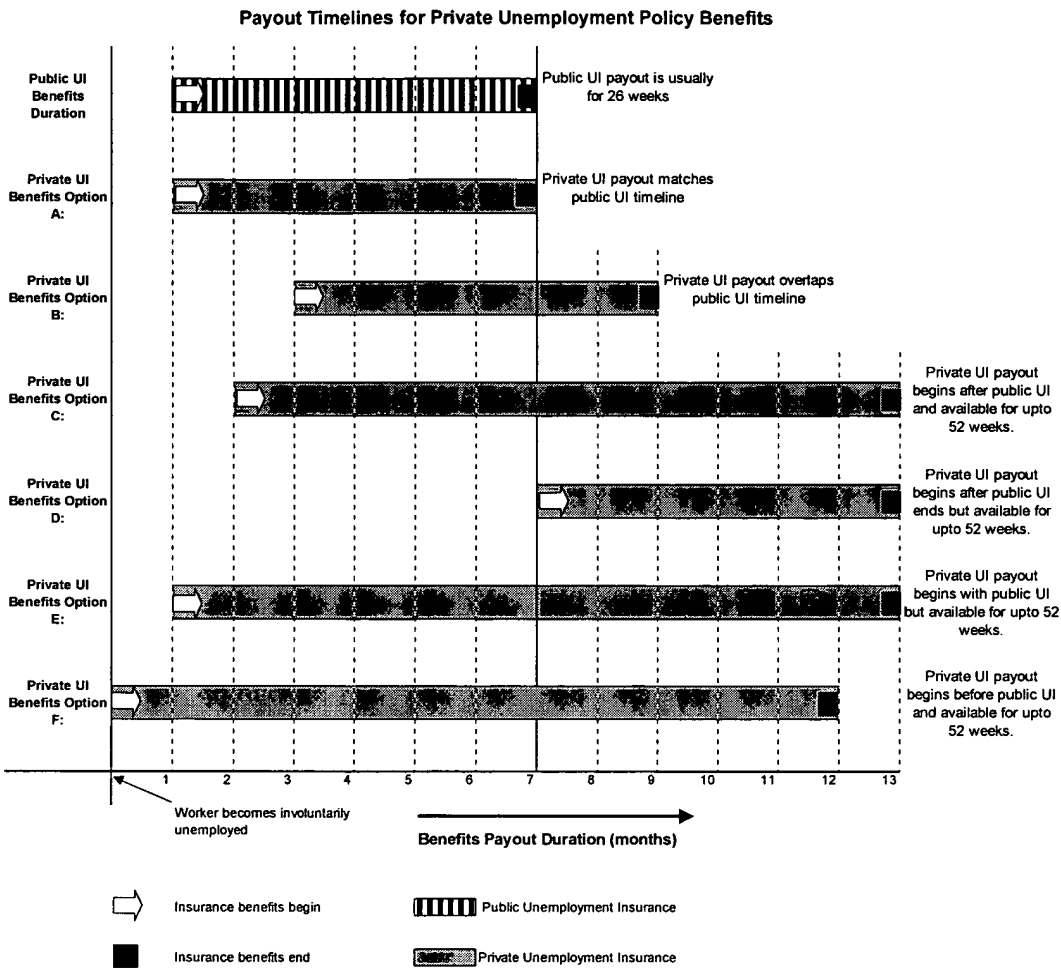 Payout Timelines for Private Unemployment Policy Benefits
Public UI
Benefits
Duration
Public UI payout is usually
for 26 weeks
Private UI
Benefits Option
A:
Private UI payout matches
public UI timeline
Private UI
Benefits Option
B:
Private UI payout overlaps
public UI timeline
Private UI
Benefits Option
C:
Private UI payout
begins after public UI
and available for upto
52 weeks.
Private UI
Benefits Option
D:
Private UI payout
begins after public UI
ends but available for
upto 52 weeks.
Private UI
Benefits Option
E:
Private UI payout
begins with public UI
but available for upto 52
weeks.
Private UI
Benefits Option
F:
Private UI payout
begins before public UI
and available for upto
52 weeks.
1 2 3 4 5 6 7 8 9 10 11 12 13
Worker becomes involuntarily
unemployed
Benefits Payout Duration (months)
Insurance benefits begin
Public Unemployment Insurance
Insurance benefits end
Private Unemployment Insurance